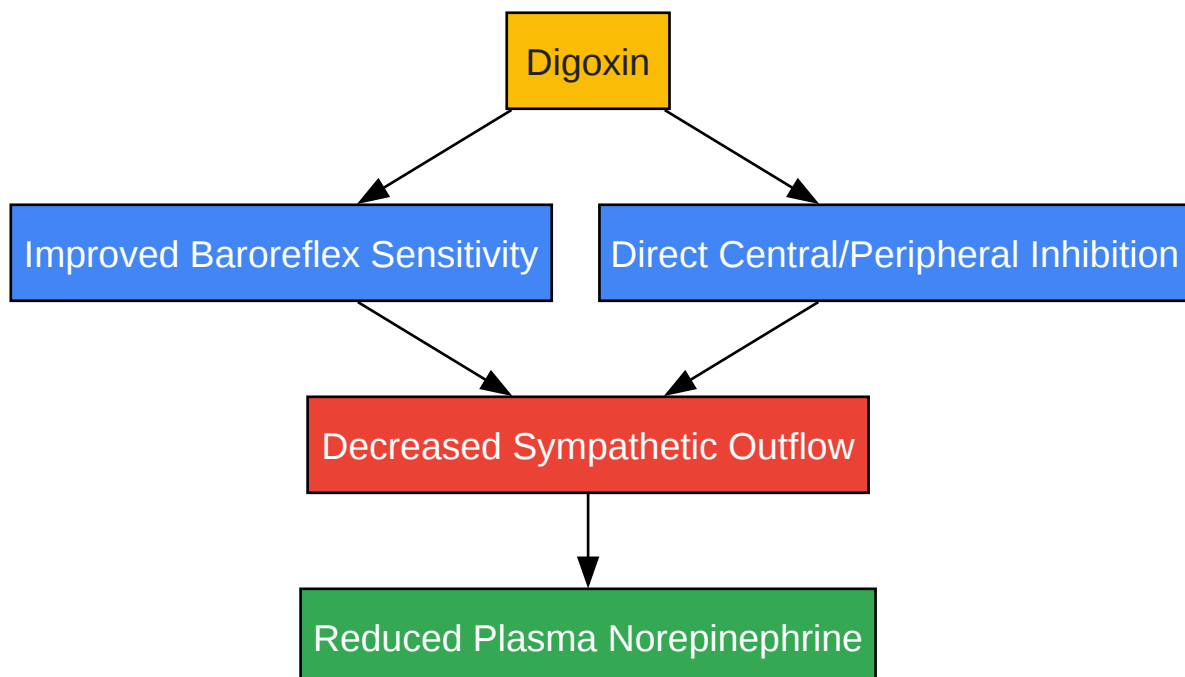 Digoxin
Improved Baroreflex Sensitivity
Direct Central/Peripheral Inhibition
Decreased Sympathetic Outflow
Reduced Plasma Norepinephrine